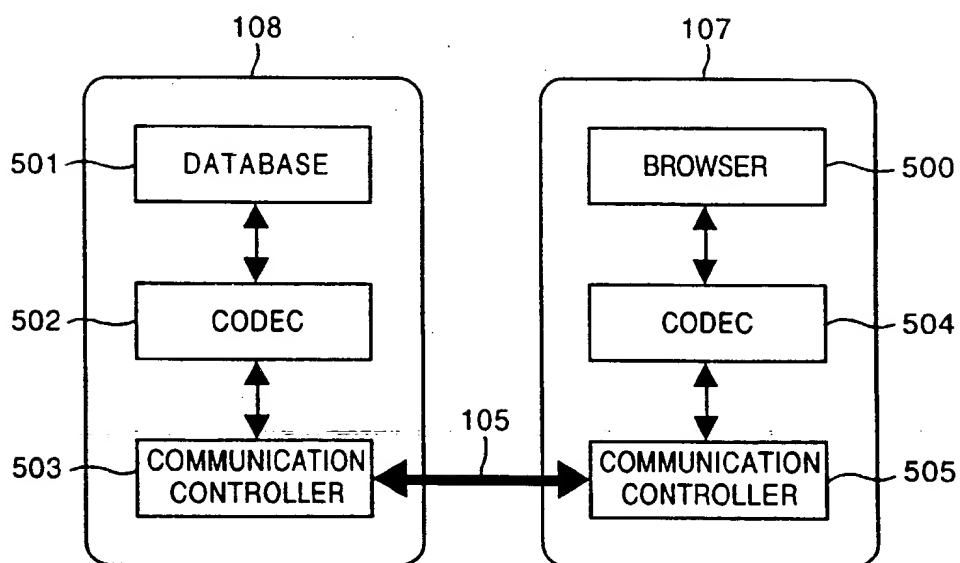 108
107
501
DATABASE
BROWSER
500
502
CODEC
CODEC
504
105
503
COMMUNICATION
CONTROLLER
COMMUNICATION
CONTROLLER
505